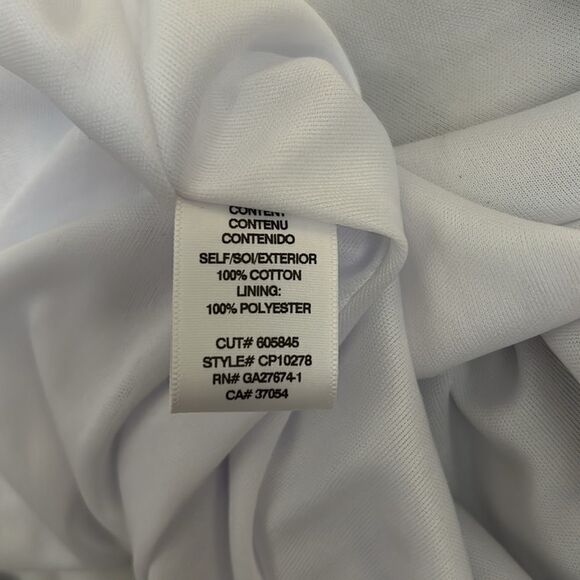 CONTENT
CONTENU
CONTENIDO
SELF/SOI/EXTERIOR
100% COTTON
LINING:
100% POLYESTER
CUT# 605845
STYLE# CP10278
RN# GA27674-1
CA# 37054